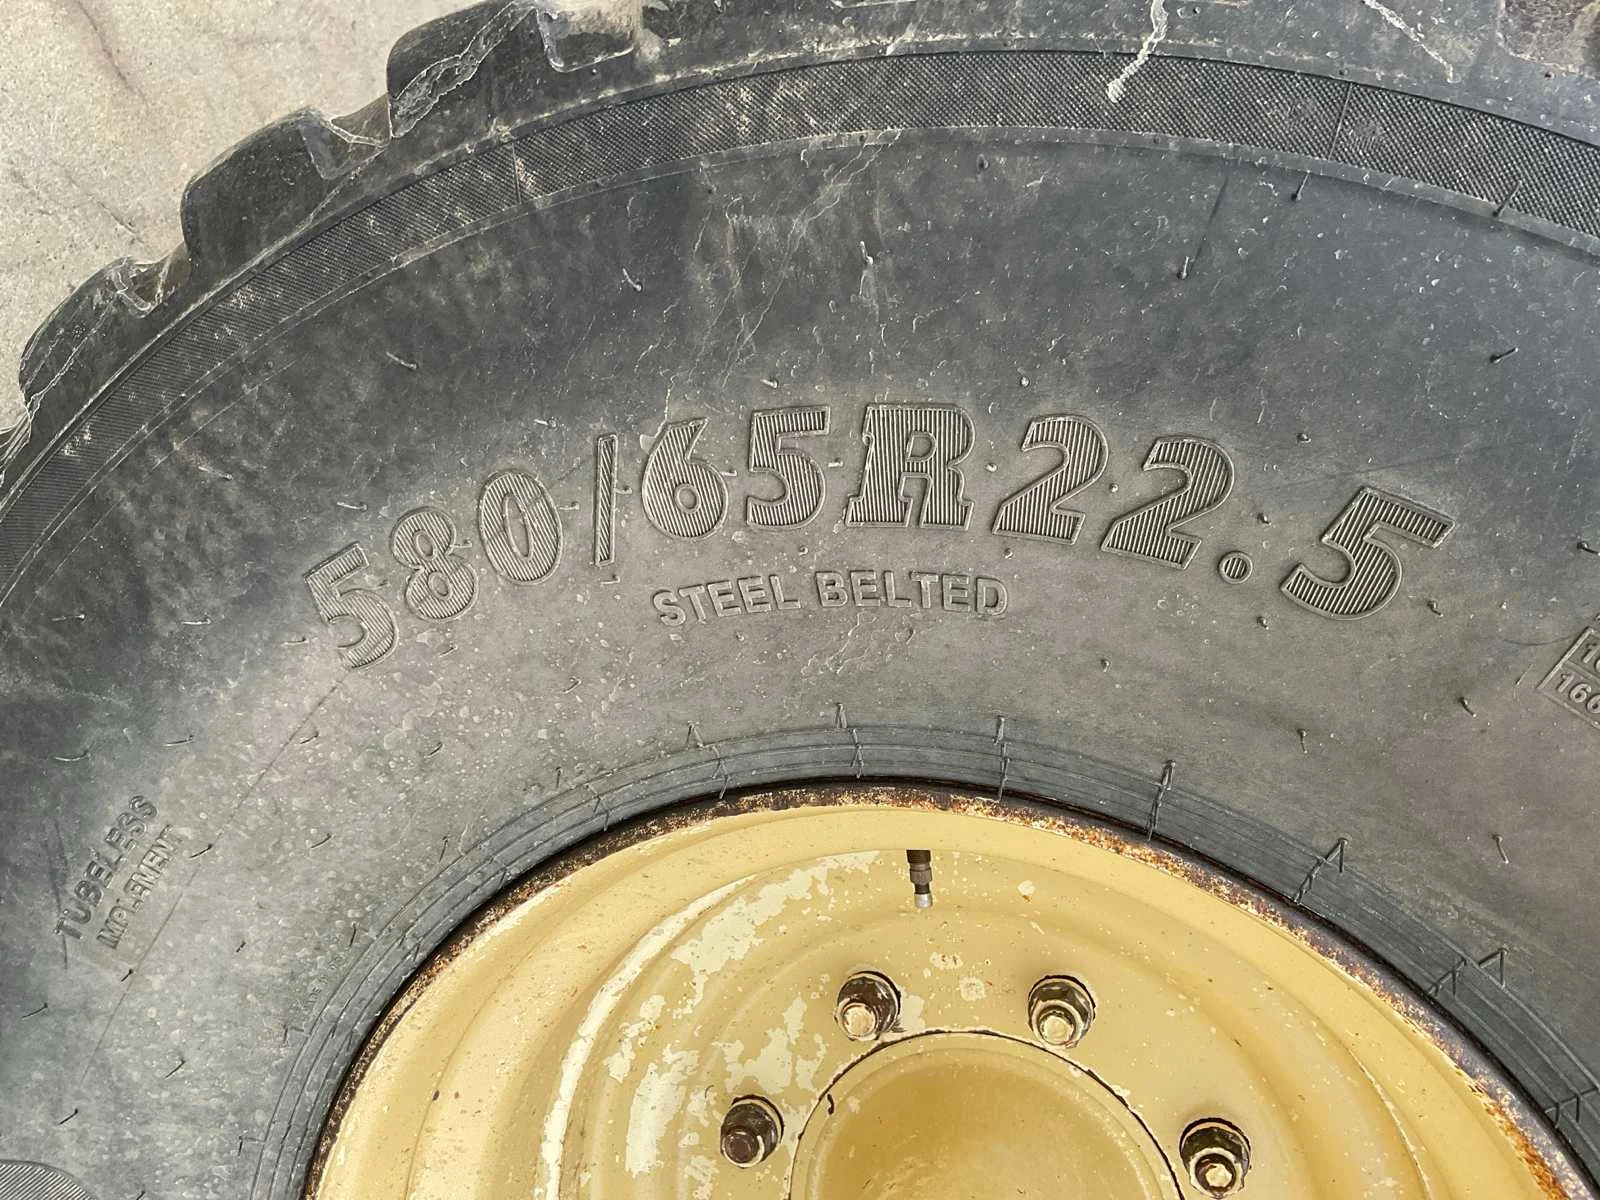 580/65R22.5
STEEL BELTED
TUBELESS
IMPLEMENT